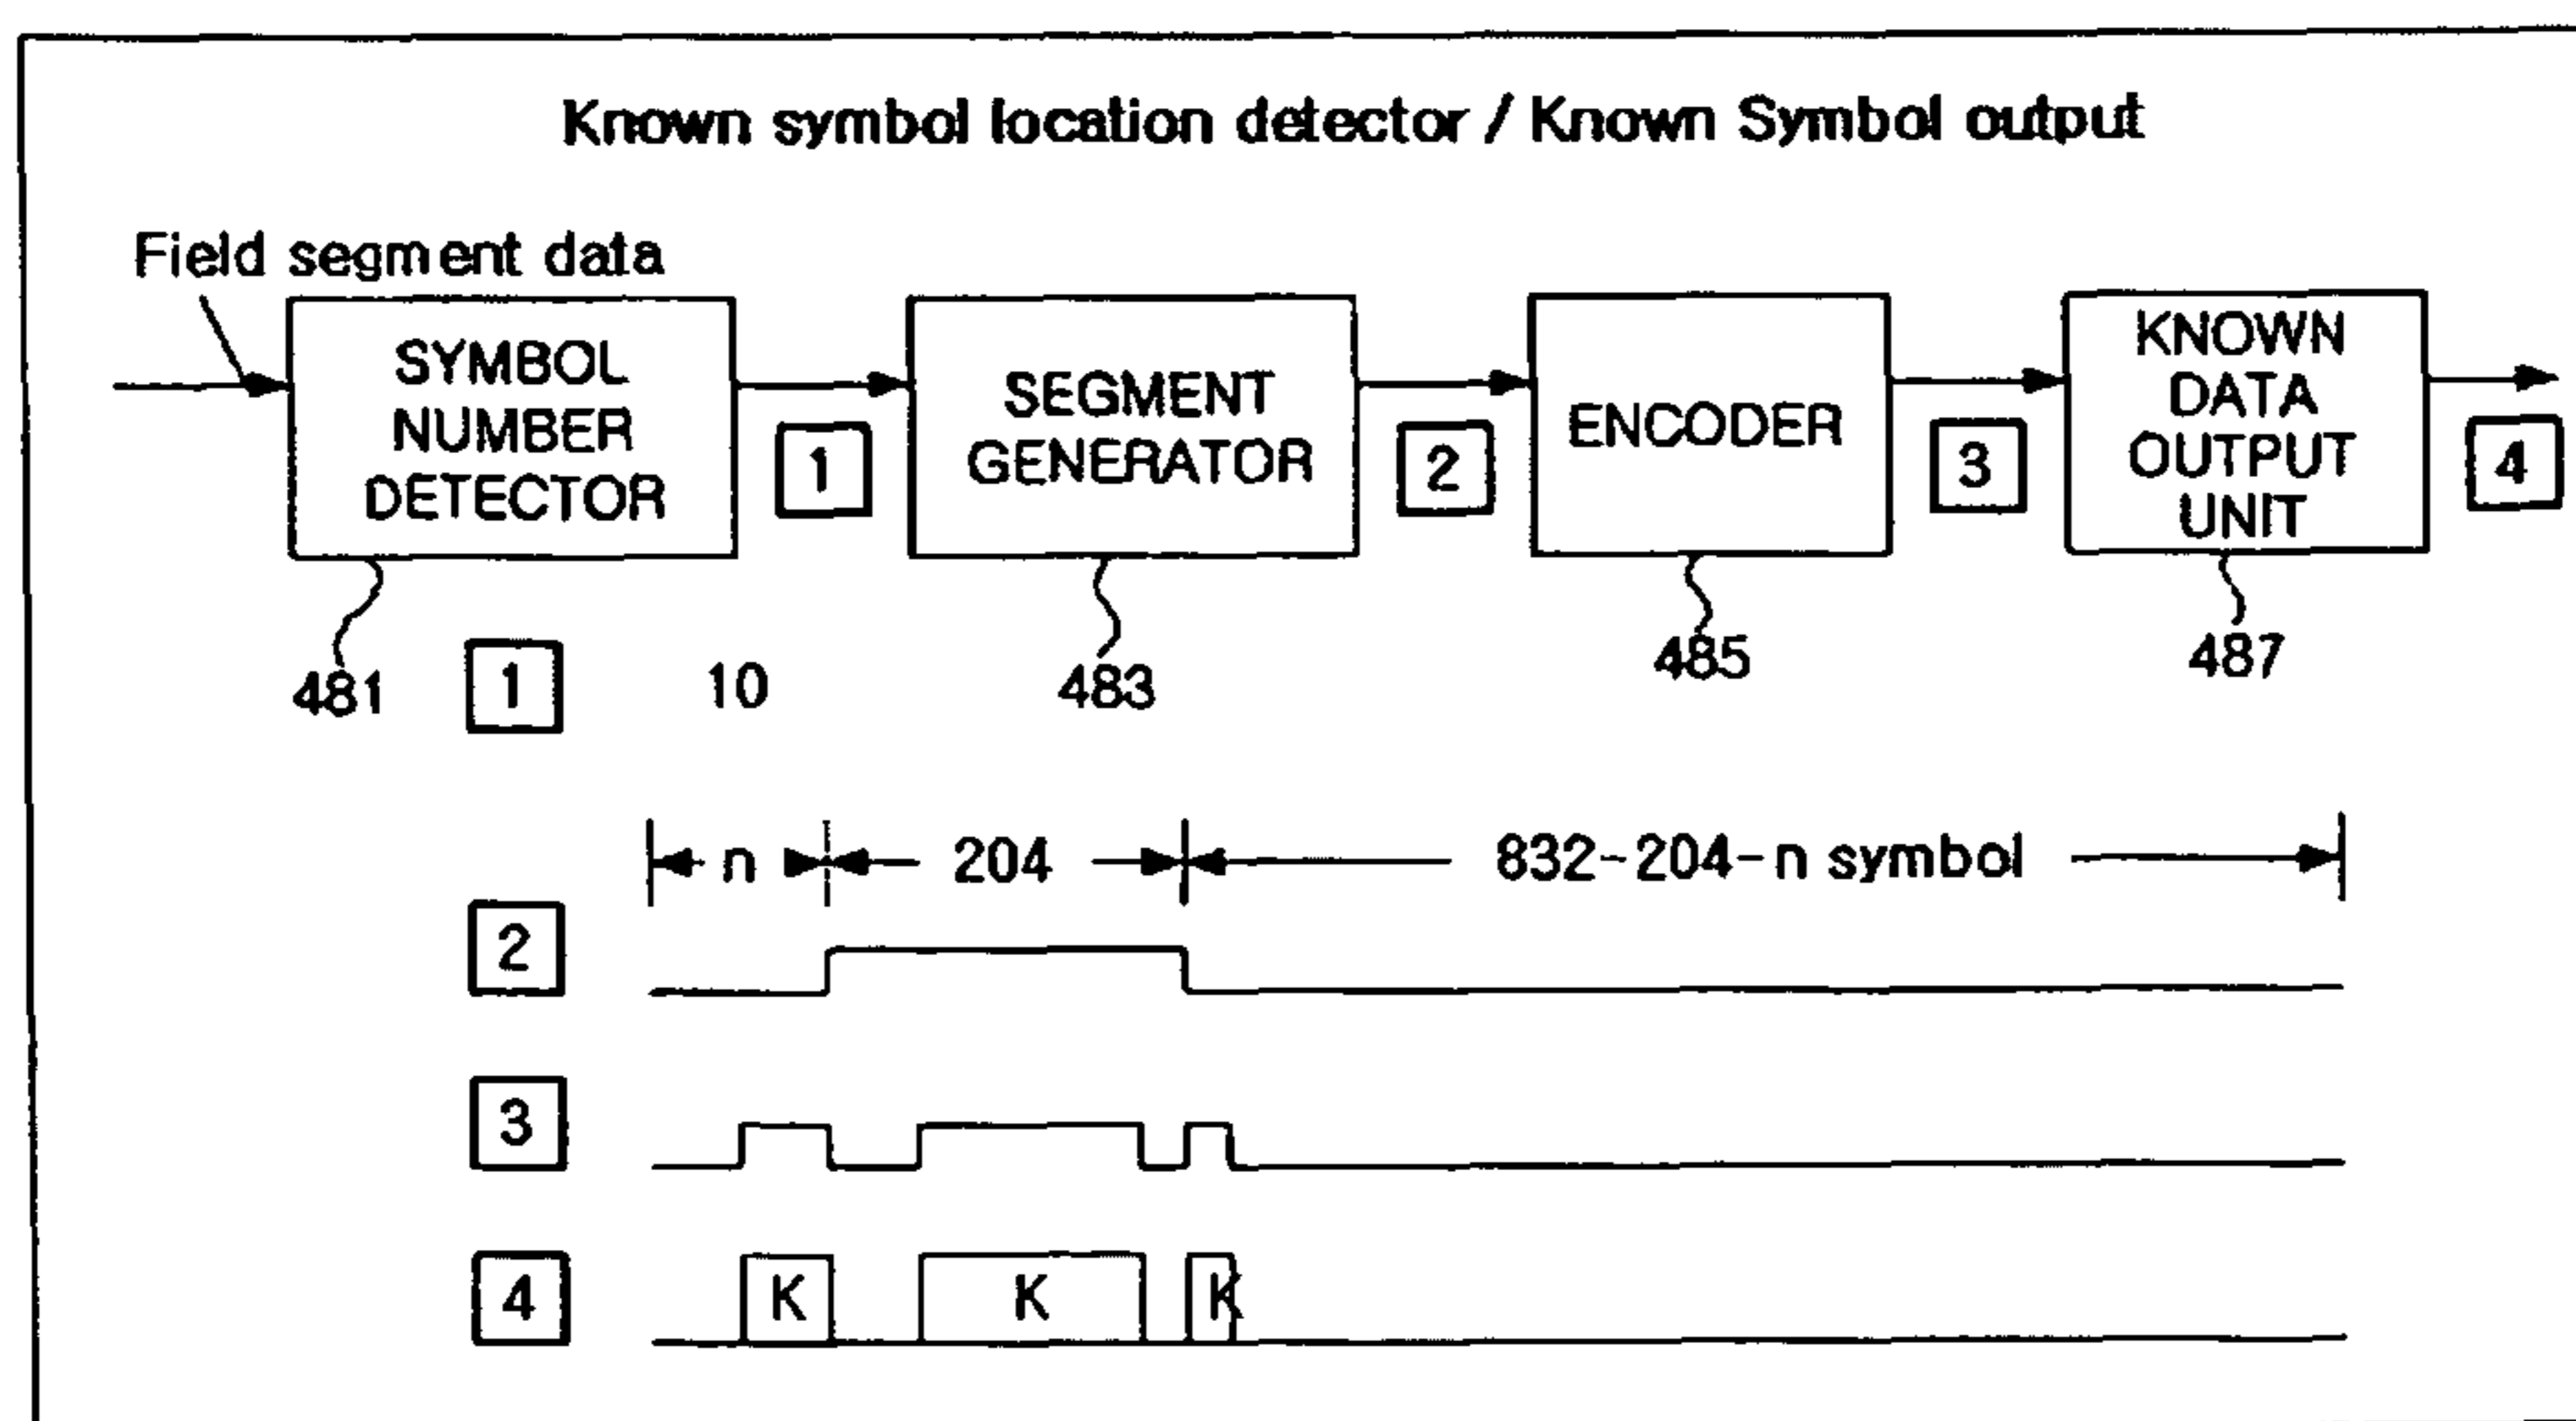 Known symbol location detector / Known Symbol output
Field segment data
SYMBOL
NUMBER
DETECTOR
1
SEGMENT
GENERATOR
2
ENCODER
3
KNOWN
DATA
OUTPUT
UNIT
4
481
483
485
487
1
10
n
204
832-204-n symbol
2
3
4
K
K
K